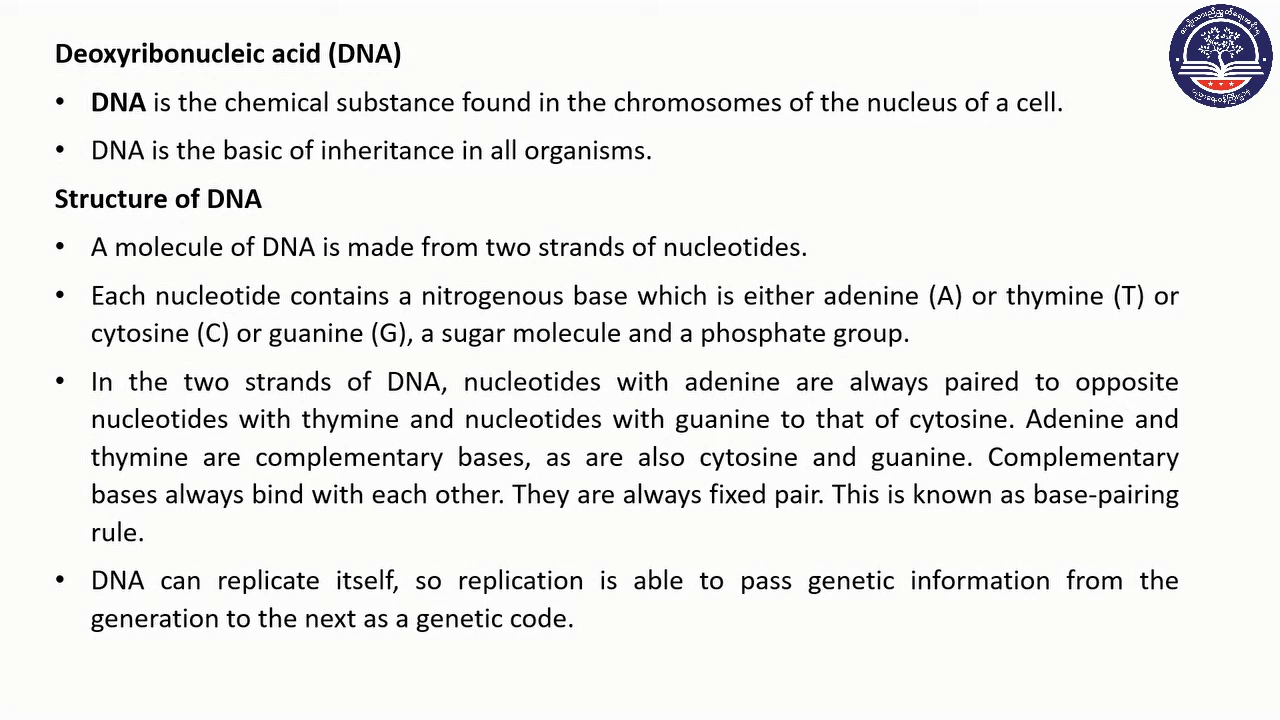 Deoxyribonucleic acid (DNA)
• DNA is the chemical substance found in the chromosomes of the nucleus of a cell.
• DNA is the basic of inheritance in all organisms.
Structure of DNA
• A molecule of DNA is made from two strands of nucleotides.
• Each nucleotide contains a nitrogenous base which is either adenine (A) or thymine (T) or
cytosine (C) or guanine (G), a sugar molecule and a phosphate group.
• In the two strands of DNA, nucleotides with adenine are always paired to opposite
nucleotides with thymine and nucleotides with guanine to that of cytosine. Adenine and
thymine are complementary bases, as are also cytosine and guanine. Complementary
bases always bind with each other. They are always fixed pair. This is known as base-pairing
rule.
• DNA can replicate itself, so replication is able to pass genetic information from the
generation to the next as a genetic code.